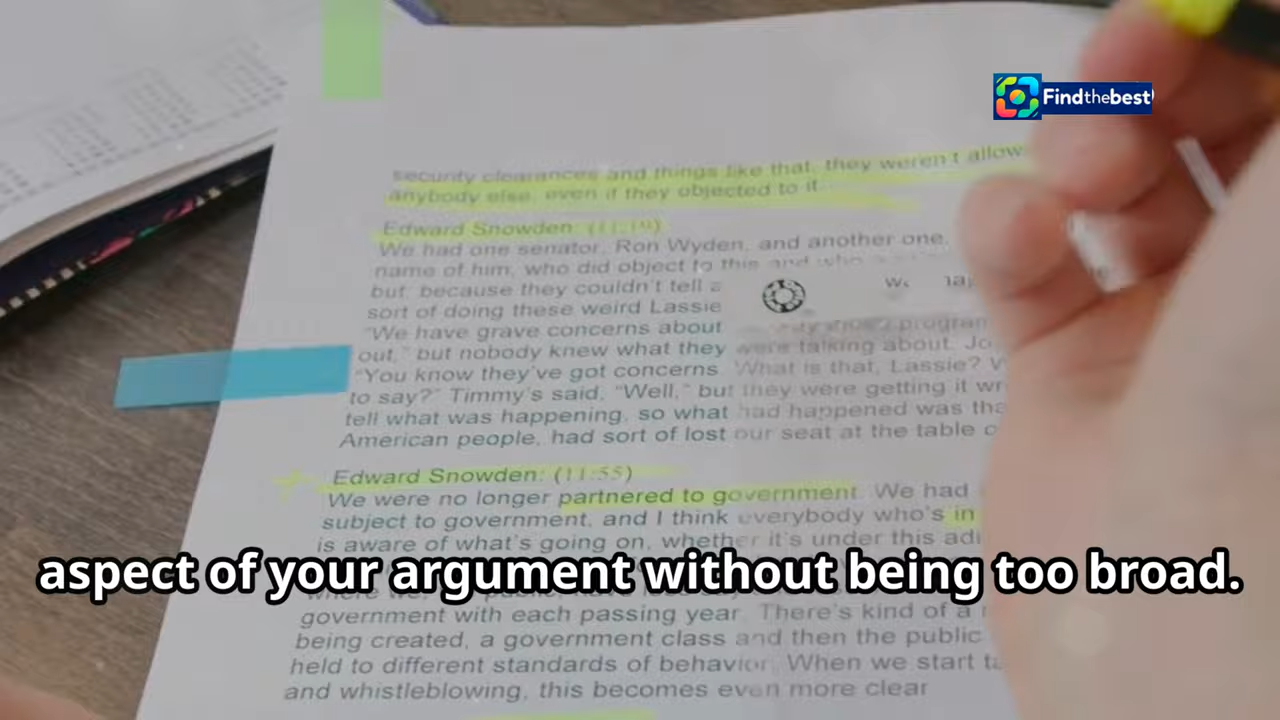 Findthebest
security clearances and things like that, they weren't allow
anybody else, even if they objected to it.
Edward Snowden: (11:19)
We had one senator, Ron Wyden, and another one,
name of him, who did object to this and who
but, because they couldn't tell a
sort of doing these weird Lassie
"We have grave concerns about these programs
out," but nobody knew what they were talking about. Jo
"You know they've got concerns. What is that, Lassie? W
to say?" Timmy's said, "Well," but they were getting it wr
tell what was happening, so what had happened was tha
American people, had sort of lost our seat at the table o
Edward Snowden: (11:55)
We were no longer partnered to government. We had
subject to government, and I think everybody who's in
is aware of what's going on, whether it's under this adi
aspect of your argument without being too broad.
government with each passing year. There's kind of a
being created, a government class and then the public
held to different standards of behavior. When we start ta
and whistleblowing, this becomes even more clear